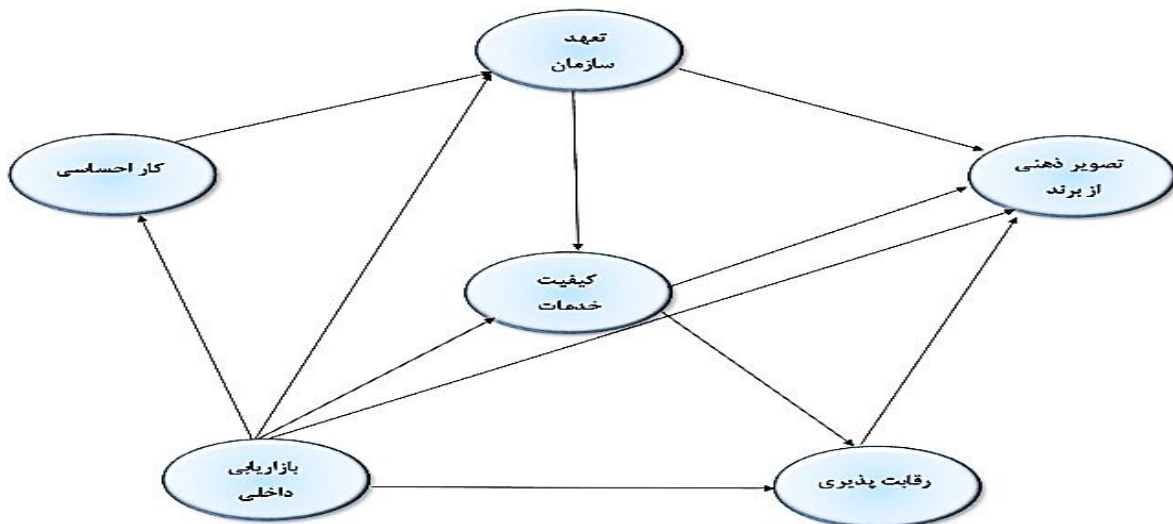 تعهد
سازمان
کار احساسی
تصویر ذهنی
از برند
کیفیت
خدمات
بازاریابی
داخلی
رقابت پذیری